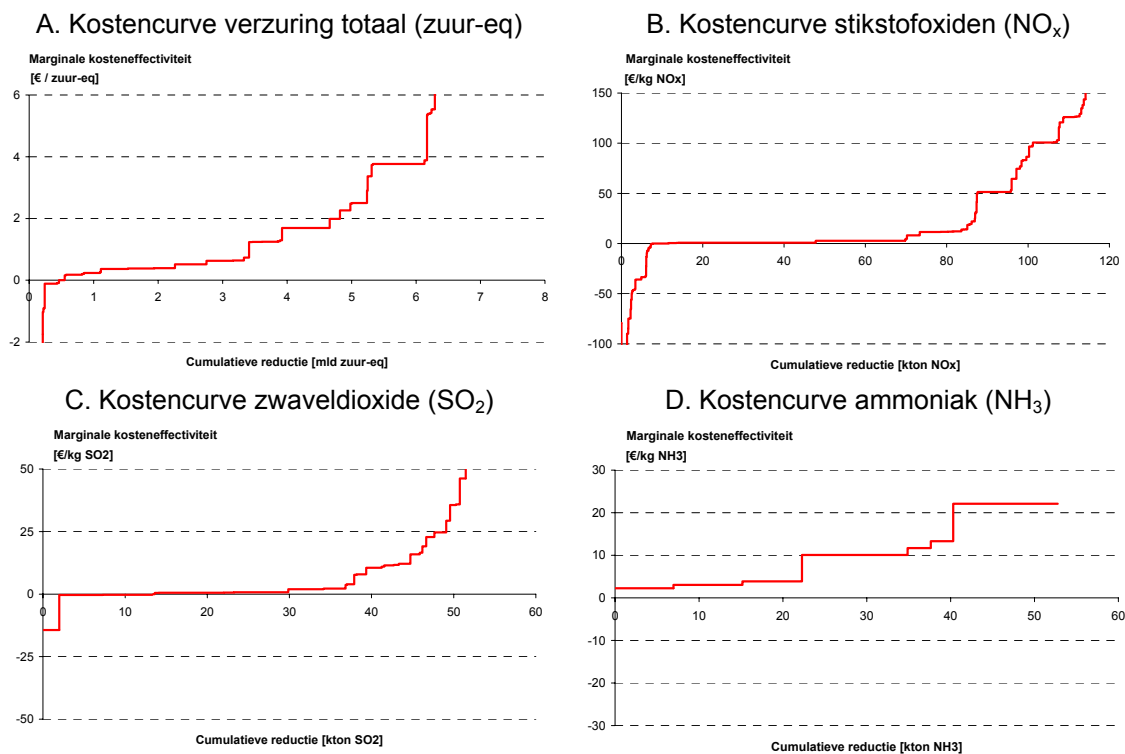 A. Kostencurve verzuring totaal (zuur-eq)
Marginale kosteneffectiviteit
[€ / zuur-eq]
6
4
2
0
-2
0 1 2 3 4 5 6 7 8
Cumulatieve reductie [mld zuur-eq]
B. Kostencurve stikstofoxiden (NOx)
Marginale kosteneffectiviteit
[€/kg NOx]
150
100
50
0
-50
-100
0 20 40 60 80 100 120
Cumulatieve reductie [kton NOx]
C. Kostencurve zwaveldioxide (SO2)
Marginale kosteneffectiviteit
[€/kg SO2]
50
25
0
-25
-50
0 10 20 30 40 50 60
Cumulatieve reductie [kton SO2]
D. Kostencurve ammoniak (NH3)
Marginale kosteneffectiviteit
[€/kg NH3]
30
20
10
0
-10
-20
-30
0 10 20 30 40 50 60
Cumulatieve reductie [kton NH3]